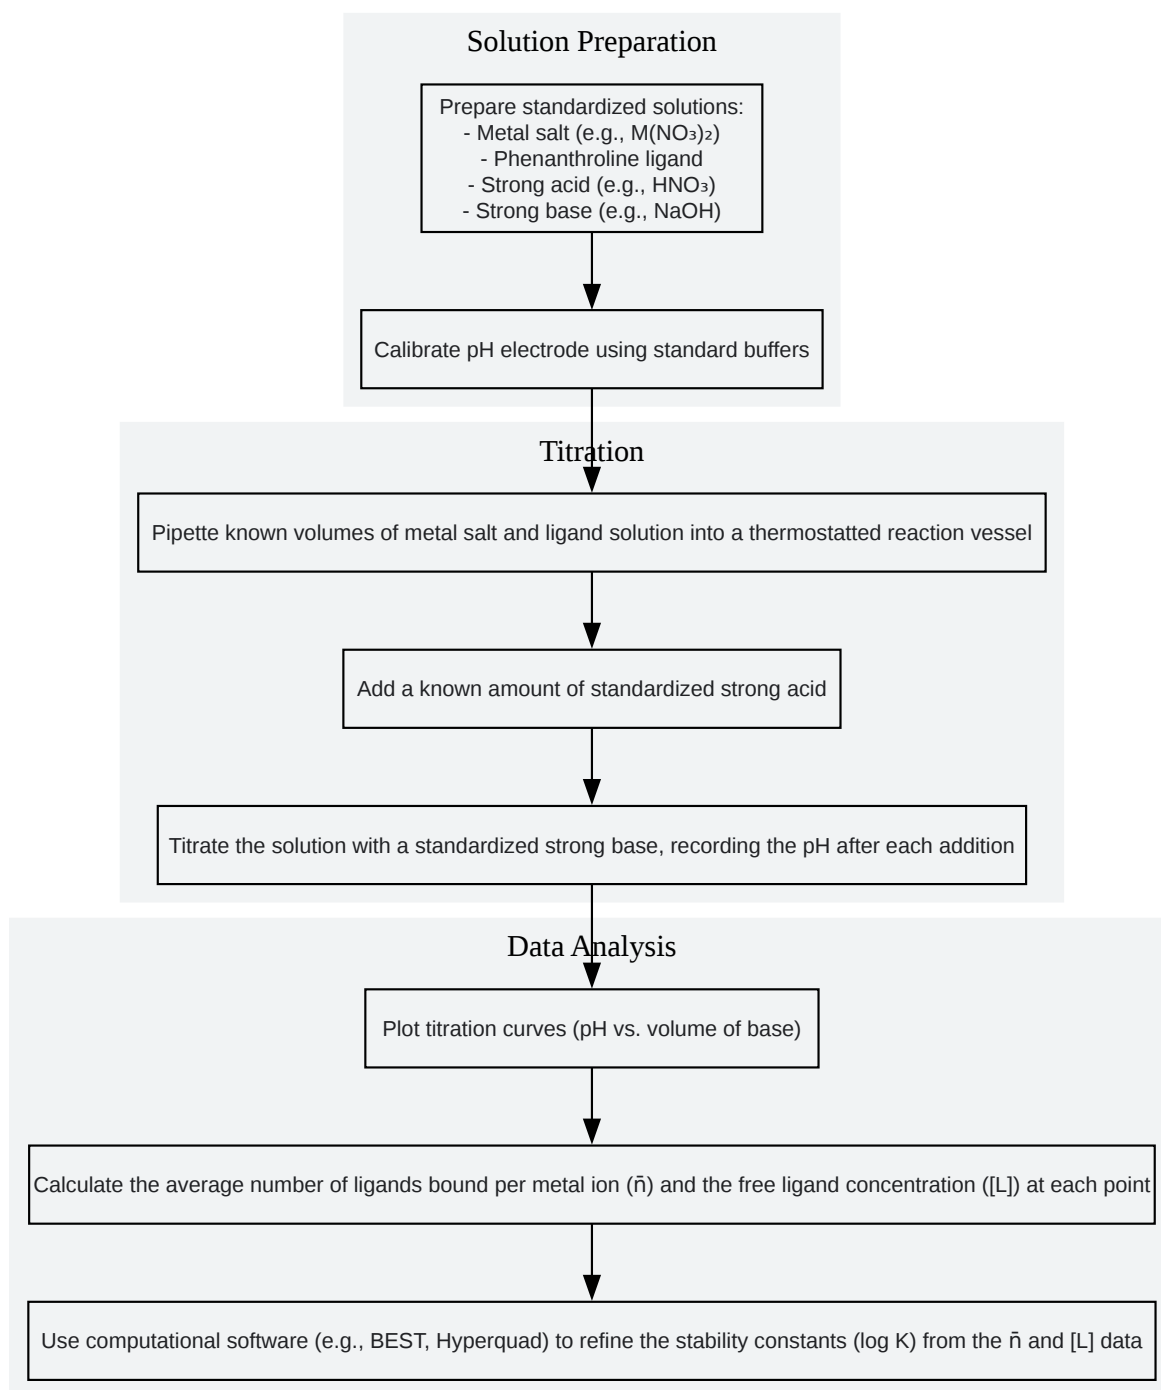 Solution Preparation
Prepare standardized solutions:
- Metal salt (e.g., M(NO₃)₂)
- Phenanthroline ligand
- Strong acid (e.g., HNO₃)
- Strong base (e.g., NaOH)
Calibrate pH electrode using standard buffers
Titration
Pipette known volumes of metal salt and ligand solution into a thermostatted reaction vessel
Add a known amount of standardized strong acid
Titrate the solution with a standardized strong base, recording the pH after each addition
Data Analysis
Plot titration curves (pH vs. volume of base)
Calculate the average number of ligands bound per metal ion (n̄) and the free ligand concentration ([L]) at each point
Use computational software (e.g., BEST, Hyperquad) to refine the stability constants (log K) from the n̄ and [L] data